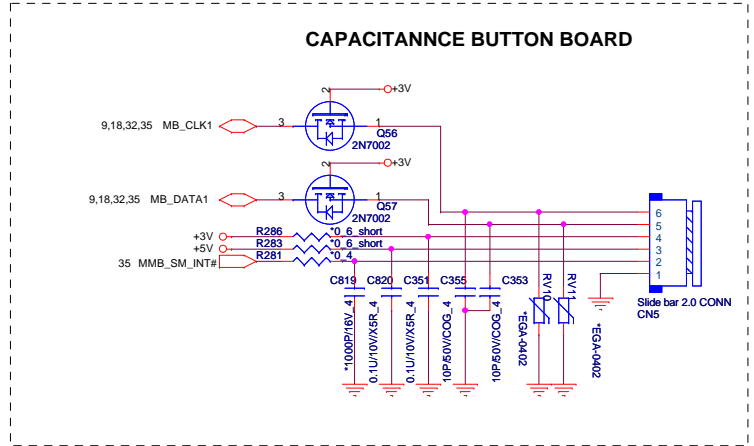 CAPACITANNCE BUTTON BOARD
2
+3V
9,18,32,35 MB_CLK1
3
1
Q56
2N7002
2
+3V
9,18,32,35 MB_DATA1
3
1
Q57
2N7002
+3V
R286
*0_6_short
+5V
R283
*0_6_short
35 MMB_SM_INT#
R281
*0_4
6
5
4
3
2
1
Slide bar 2.0 CONN
CN5
C819
*1000P/16V_4
C820
0.1U/10V/X5R_4
C351
0.1U/10V/X5R_4
C355
10P/50V/COG_4
C353
10P/50V/COG_4
RV10
*EGA-0402
RV11
*EGA-0402